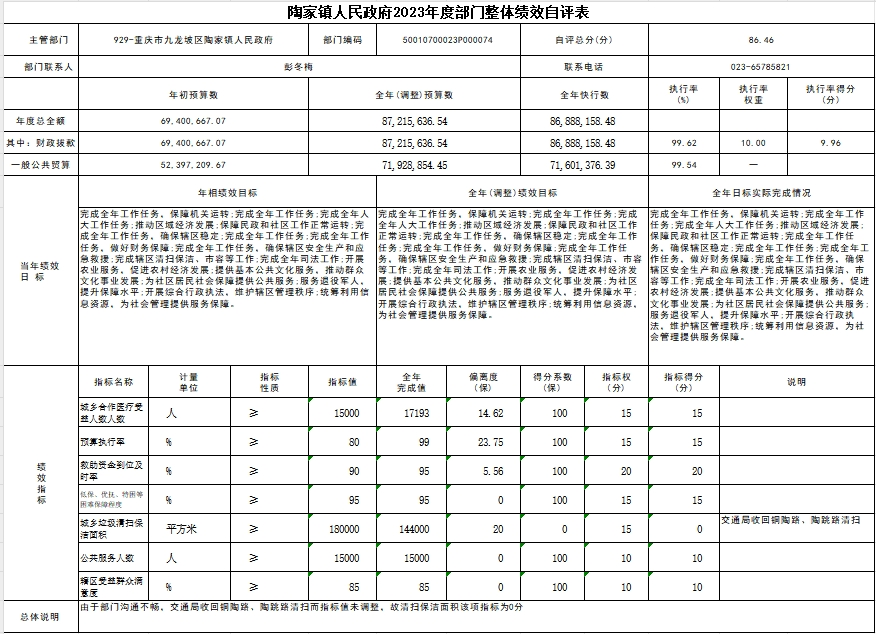 陶家镇人民政府2023年度部门整体绩效自评表
主管部门 929-重庆市九龙坡区陶家镇人民政府 部门编码 50010700023P000074 自评总分(分) 86.46
部门联系人 彭冬梅 联系电话 023-65785821
年初预算数 全年(调整)预算数 全年快行数 执行率(%) 执行率权重 执行率得分(分)
年度总全额 69,400,667.07 87,215,636.54 86,888,158.48
其中: 财政拨款 69,400,667.07 87,215,636.54 86,888,158.48 99.62 10.00 9.96
一般公共贸算 52,397,209.67 71,928,854.45 71,601,376.39 99.54 —
当年绩效日 标
年相绩效目标 全年(调整)绩效目标 全年日标实际完成情况
完成全年工作任务, 保障机关运转;完成全年工作任务;完成全年人
大工作任务;推动区域经济发展;保障民政和社区工作正常运转;完
成全年工作任务, 确保辖区稳定;完成全年工作任务;完成全年工作
任务, 做好财务保障;完成全年工作任务, 确保辖区安全生产和应
急救援;完成辖区清扫保洁、市容等工作;完成全年司法工作;开展
农业服务, 促进农村经济发展;提供基本公共文化服务, 推动群众
文化事业发展;为社区居民社会保障提供公共服务;服务退役军人,
提升保障水平;开展综合行政执法, 维护辖区管理秩序;统筹利用信
息资源, 为社会管理提供服务保障。
完成全年工作任务, 保障机关运转;完成全年工作任务;完成
全年人大工作任务;推动区域经济发展;保障民政和社区工作
正常运转;完成全年工作任务, 确保辖区稳定;完成全年工作
任务;完成全年工作任务, 做好财务保障;完成全年工作任
务, 确保辖区安全生产和应急救援;完成辖区清扫保洁、市容
等工作;完成全年司法工作;开展农业服务, 促进农村经济发
展;提供基本公共文化服务, 推动群众文化事业发展;为社区
居民社会保障提供公共服务;服务退役军人, 提升保障水平;
开展综合行政执法, 维护辖区管理秩序;统筹利用信息资源,
为社会管理提供服务保障。
完成全年工作任务, 保障机关运转;完成全年工作
任务;完成全年人大工作任务;推动区域经济发展;
保障民政和社区工作正常运转;完成全年工作任
务, 确保辖区稳定;完成全年工作任务;完成全年工
作任务, 做好财务保障;完成全年工作任务, 确保辖
区安全生产和应急救援;完成辖区清扫保洁、市
容等工作;完成全年司法工作;开展农业服务, 促进
农村经济发展;提供基本公共文化服务, 推动群众
文化事业发展;为社区居民社会保障提供公共服务;
服务退役军人, 提升保障水平;开展综合行政执
法, 维护辖区管理秩序;统筹利用信息资源, 为社
会管理提供服务保障。
绩效指标
指标名称 计量单位 指标性质 指标值 全年完成值 偏离度(保) 得分系数(保) 指标权(分) 指标得分(分) 说明
城乡合作医疗受益人数人数 人 ≥ 15000 17193 14.62 100 15 15
预算执行率 % ≥ 80 99 23.75 100 15 15
救助资金到位及时率 % ≥ 90 95 5.56 100 20 20
低保、优抚、特困等困难保障程度 % ≥ 95 95 0 100 15 15
城乡垃圾清扫保洁面积 平方米 ≥ 180000 144000 20 0 15 0 交通局收回铜陶路、陶跳路清扫
公共服务人数 人 ≥ 15000 15000 0 100 10 10
辖区受益群众满意度 % ≥ 85 85 0 100 10 10
总体说明 由于部门沟通不畅, 交通局收回铜陶路、陶跳路清扫而指标值未调整, 故清扫保洁面积该项指标为0分